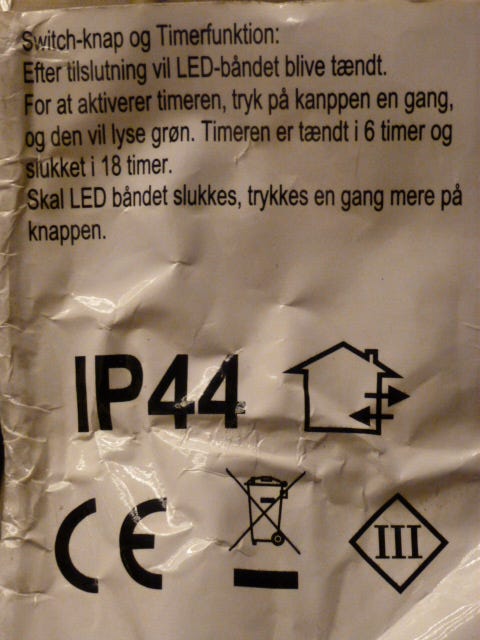 Switch-knap og Timerfunktion:
Efter tilslutning vil LED-båndet blive tændt.
For at aktiverer timeren, tryk på kanppen en gang,
og den vil lyse grøn. Timeren er tændt i 6 timer og
slukket i 18 timer.
Skal LED båndet slukkes, trykkes en gang mere på
knappen.
IP44
CE
III